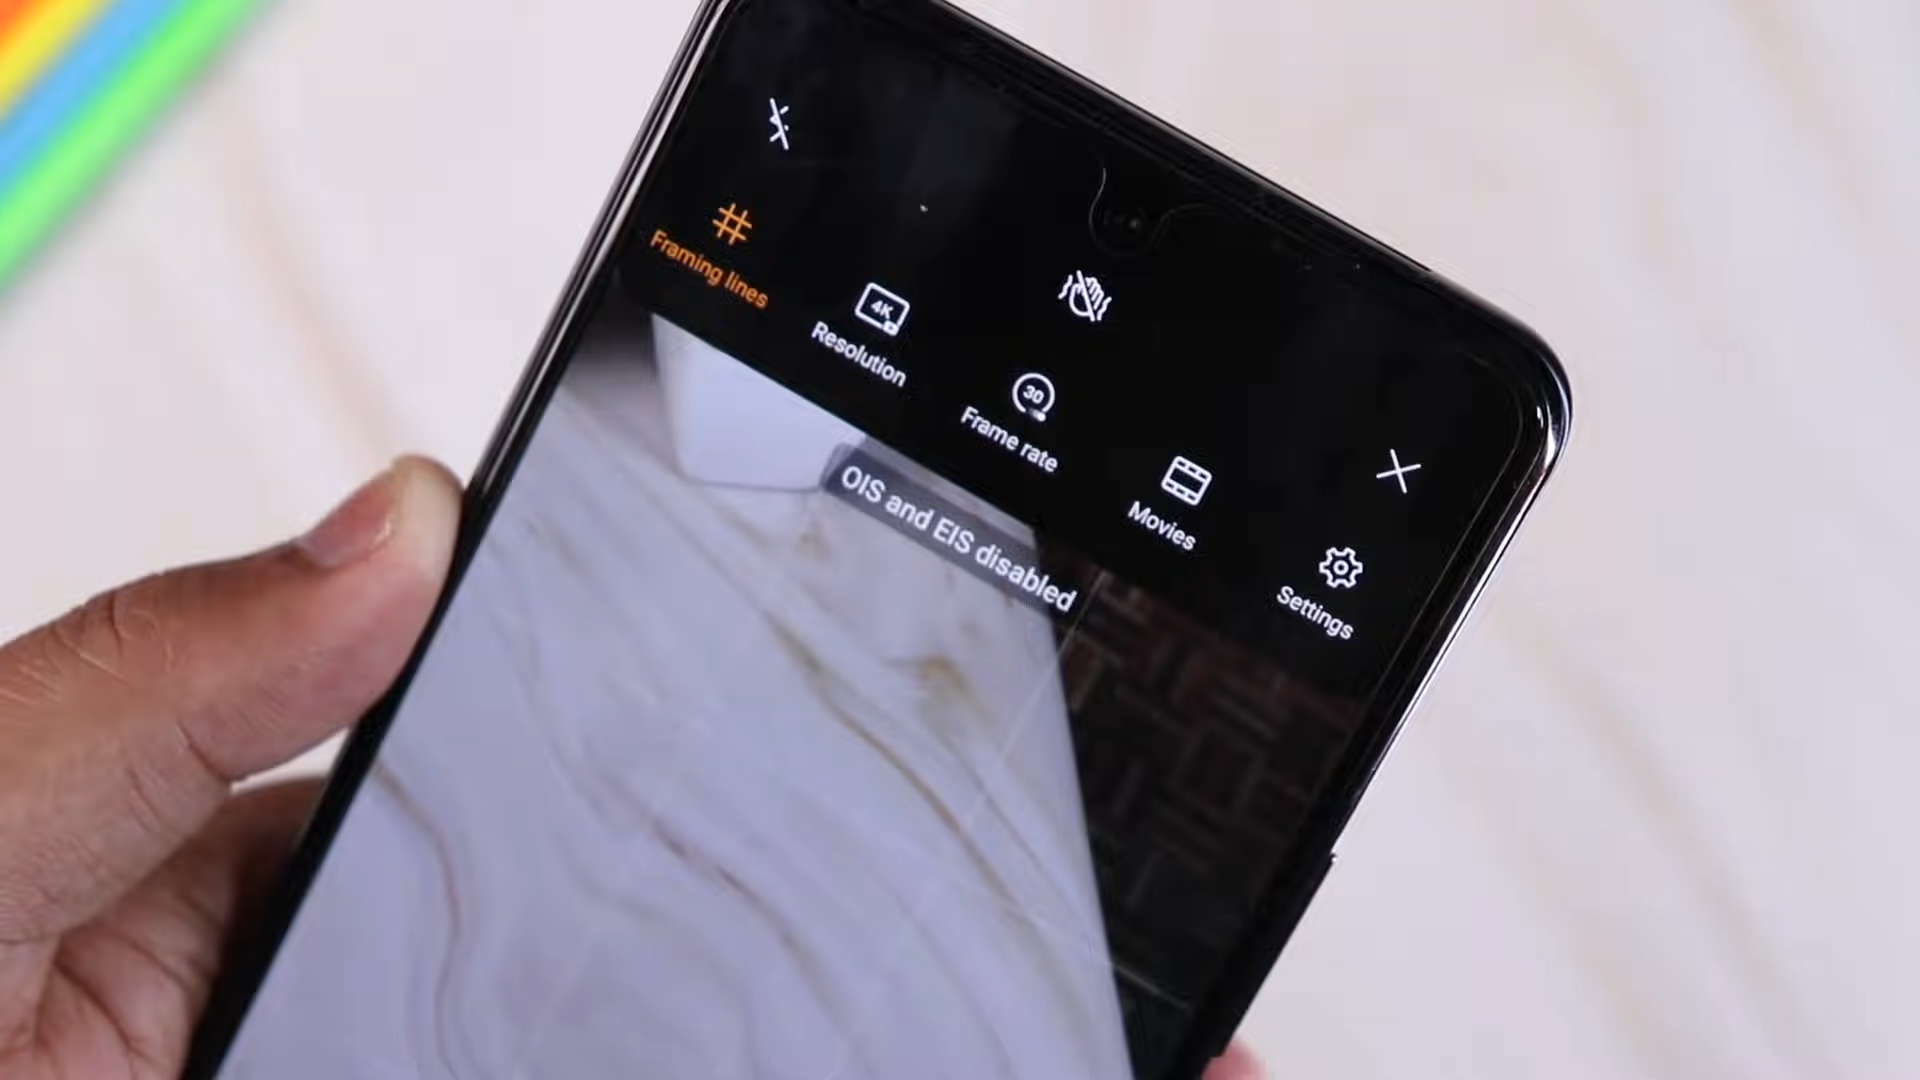 Framing lines
4K
Resolution
30
Frame rate
Movies
Settings
OIS and EIS disabled